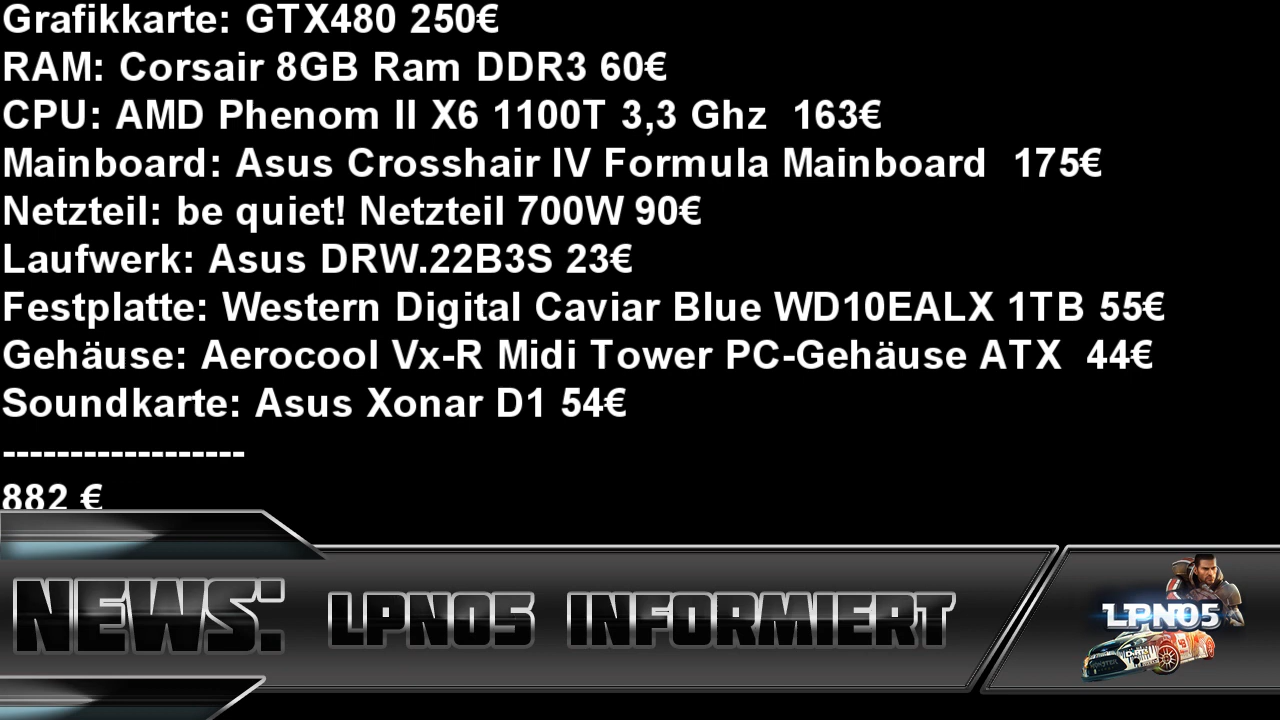 Grafikkarte: GTX480 250€
RAM: Corsair 8GB Ram DDR3 60€
CPU: AMD Phenom II X6 1100T 3,3 Ghz  163€
Mainboard: Asus Crosshair IV Formula Mainboard  175€
Netzteil: be quiet! Netzteil 700W 90€
Laufwerk: Asus DRW.22B3S 23€
Festplatte: Western Digital Caviar Blue WD10EALX 1TB 55€
Gehäuse: Aerocool Vx-R Midi Tower PC-Gehäuse ATX  44€
Soundkarte: Asus Xonar D1 54€
------------------
882 €
NEWS: LPN05 INFORMIERT
LPN05